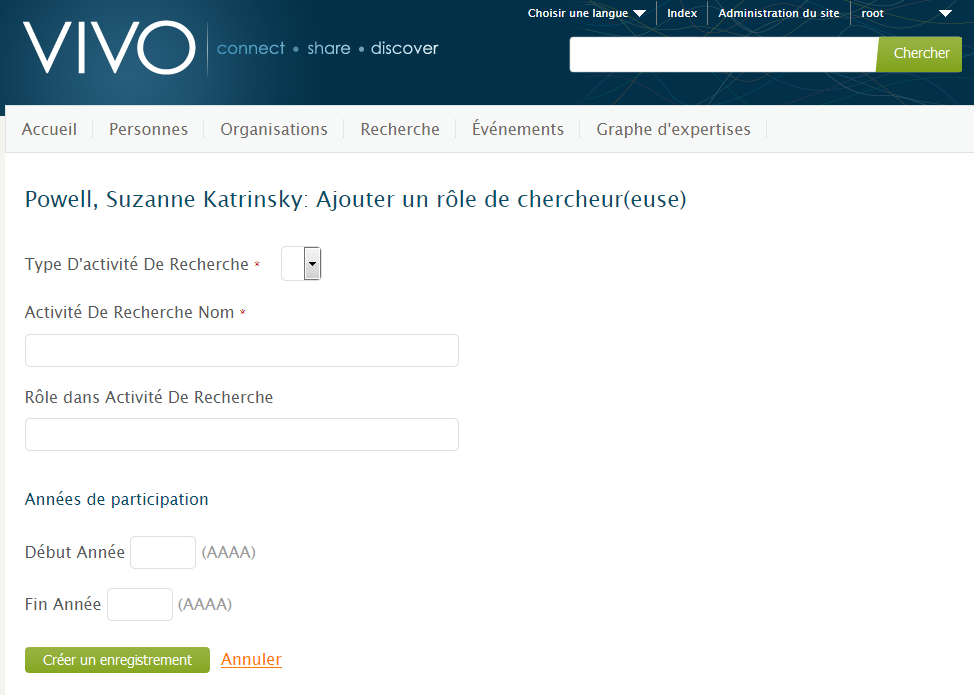 Choisir une langue Index Administration du site root
VIVO connect • share • discover
Chercher
Accueil Personnes Organisations Recherche Événements Graphe d'expertises
Powell, Suzanne Katrinsky: Ajouter un rôle de chercheur(euse)
Type D'activité De Recherche *
Activité De Recherche Nom *
Rôle dans Activité De Recherche
Années de participation
Début Année (AAAA)
Fin Année (AAAA)
Créer un enregistrement Annuler